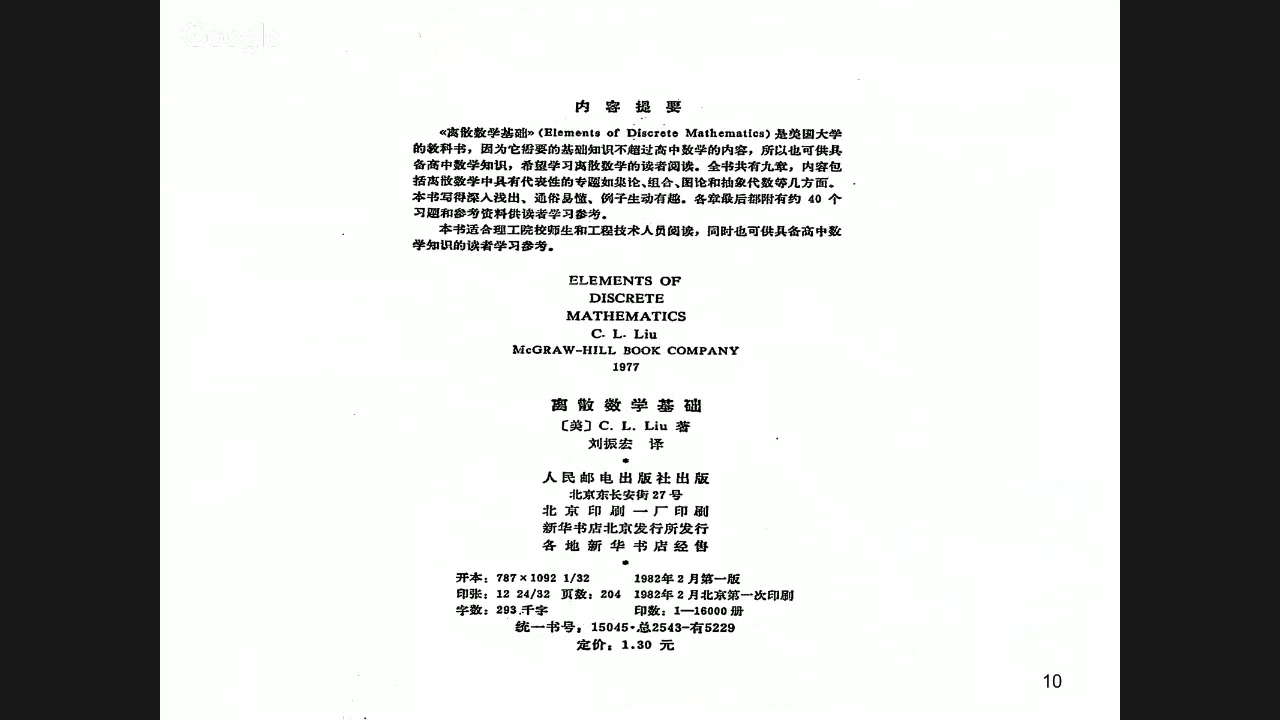 Google
内容提要
《离散数学基础》(Elements of Discrete Mathematics) 是美国大学
的教科书，因为它需要的基础知识不超过高中数学的内容，所以也可供具
备高中数学知识，希望学习离散数学的读者阅读。全书共有九章，内容包
括离散数学中具有代表性的专题如集论、组合、图论和抽象代数等几方面。
本书写得深入浅出、通俗易懂、例子生动有趣。各章最后都附有约 40 个
习题和参考资料供读者学习参考。
本书适合理工院校师生和工程技术人员阅读，同时也可供具备高中数
学知识的读者学习参考。
ELEMENTS OF
DISCRETE
MATHEMATICS
C. L. Liu
McGRAW-HILL BOOK COMPANY
1977
离散数学基础
〔美〕C. L. Liu 著
刘振宏 译
*
人民邮电出版社出版
北京东长安街27号
北京印刷一厂印刷
新华书店北京发行所发行
各地新华书店经售
*
开本：787×1092 1/32 1982年2月第一版
印张：12 24/32 页数：204 1982年2月北京第一次印刷
字数：293千字 印数：1—16000册
统一书号：15045·总2543-有5229
定价：1.30 元
10